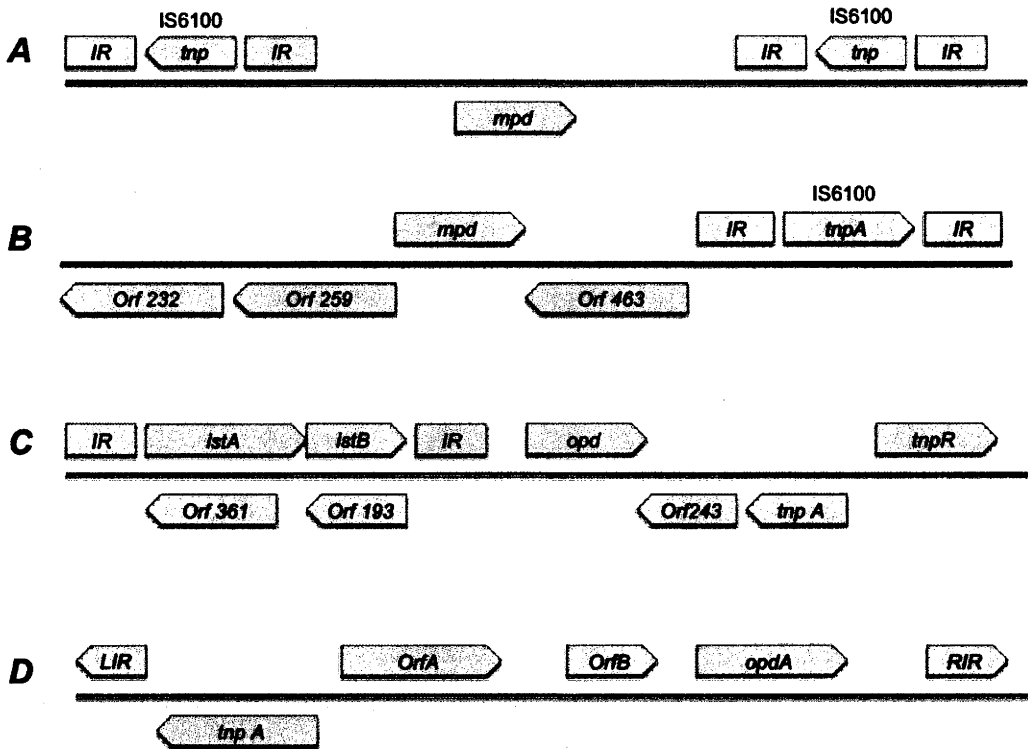 IS6100 IS6100
A IR tnp IR IR tnp IR
mpd
IS6100
B mpd IR tnpA IR
Orf 232 Orf 259 Orf 463
C IR IstA IstB IR opd tnpR
Orf 361 Orf 193 Orf243 tnp A
D LIR OrfA OrfB opdA RIR
tnp A